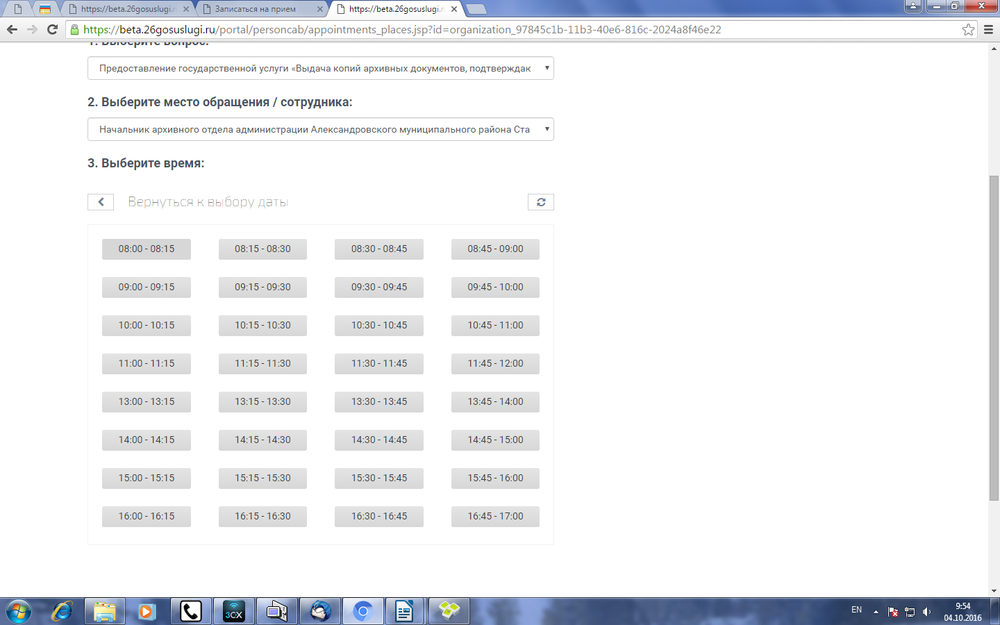 https://beta.26gosuslugi.r
Записаться на прием
https://beta.26gosuslugi.r
https://beta.26gosuslugi.ru/portal/personcab/appointments_places.jsp?id=organization_97845c1b-11b3-40e6-816c-2024a8f46e22
1. Выберите вопрос:
Предоставление государственной услуги «Выдача копий архивных документов, подтверждак
2. Выберите место обращения / сотрудника:
Начальник архивного отдела администрации Александровского муниципального района Ста
3. Выберите время:
Вернуться к выбору даты
08:00 - 08:15 08:15 - 08:30 08:30 - 08:45 08:45 - 09:00
09:00 - 09:15 09:15 - 09:30 09:30 - 09:45 09:45 - 10:00
10:00 - 10:15 10:15 - 10:30 10:30 - 10:45 10:45 - 11:00
11:00 - 11:15 11:15 - 11:30 11:30 - 11:45 11:45 - 12:00
13:00 - 13:15 13:15 - 13:30 13:30 - 13:45 13:45 - 14:00
14:00 - 14:15 14:15 - 14:30 14:30 - 14:45 14:45 - 15:00
15:00 - 15:15 15:15 - 15:30 15:30 - 15:45 15:45 - 16:00
16:00 - 16:15 16:15 - 16:30 16:30 - 16:45 16:45 - 17:00
3CX
EN
9:54
04.10.2016